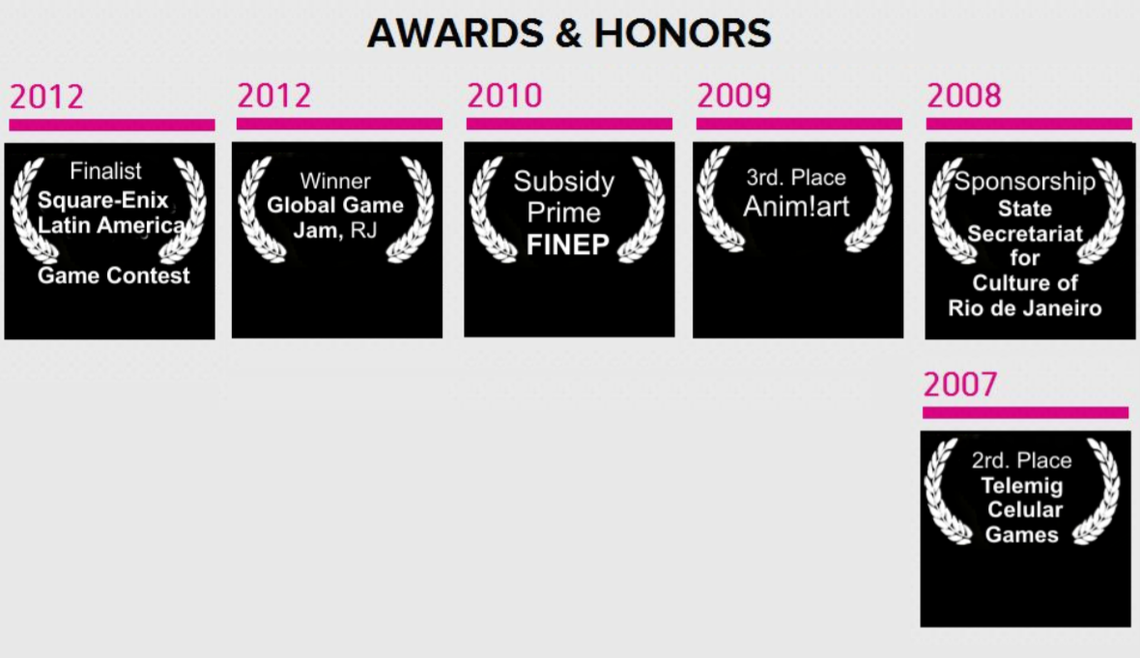 AWARDS & HONORS
2012
Finalist
Square-Enix
Latin America
Game Contest
2012
Winner
Global Game
Jam, RJ
2010
Subsidy
Prime
FINEP
2009
3rd. Place
Anim!art
2008
Sponsorship
State
Secretariat
for
Culture of
Rio de Janeiro
2007
2rd. Place
Telemig
Celular
Games